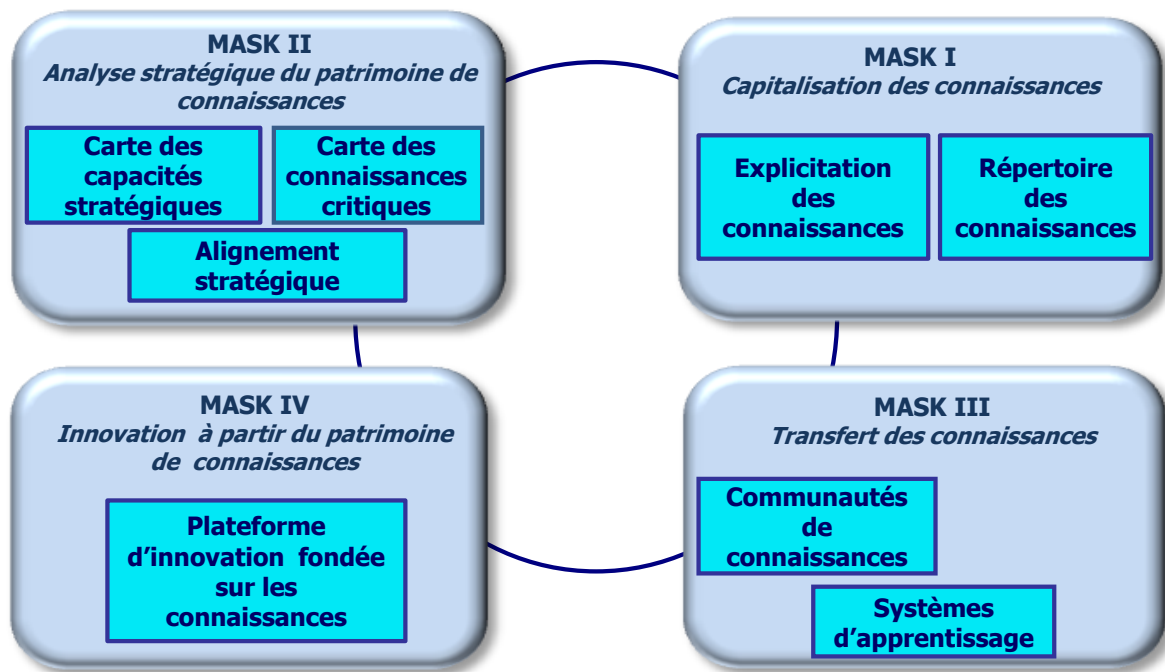 MASK II
Analyse stratégique du patrimoine de
connaissances
Carte des
capacités
stratégiques
Carte des
connaissances
critiques
Alignement
stratégique
MASK I
Capitalisation des connaissances
Explicitation
des
connaissances
Répertoire
des
connaissances
MASK IV
Innovation à partir du patrimoine
de connaissances
Plateforme
d’innovation fondée
sur les
connaissances
MASK III
Transfert des connaissances
Communautés
de
connaissances
Systèmes
d’apprentissage